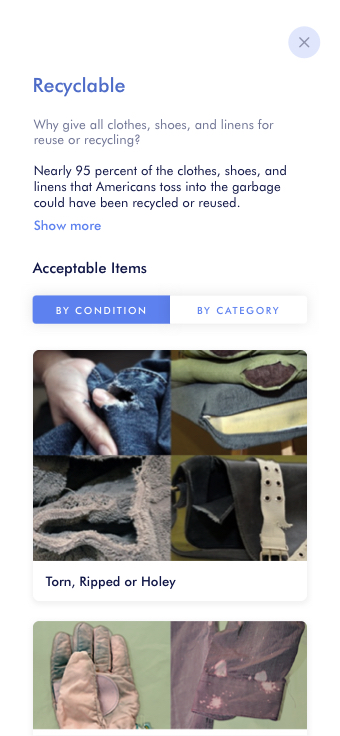 Recyclable
Why give all clothes, shoes, and linens for
reuse or recycling?
Nearly 95 percent of the clothes, shoes, and
linens that Americans toss into the garbage
could have been recycled or reused.
Show more
Acceptable Items
BY CONDITION
BY CATEGORY
Torn, Ripped or Holey